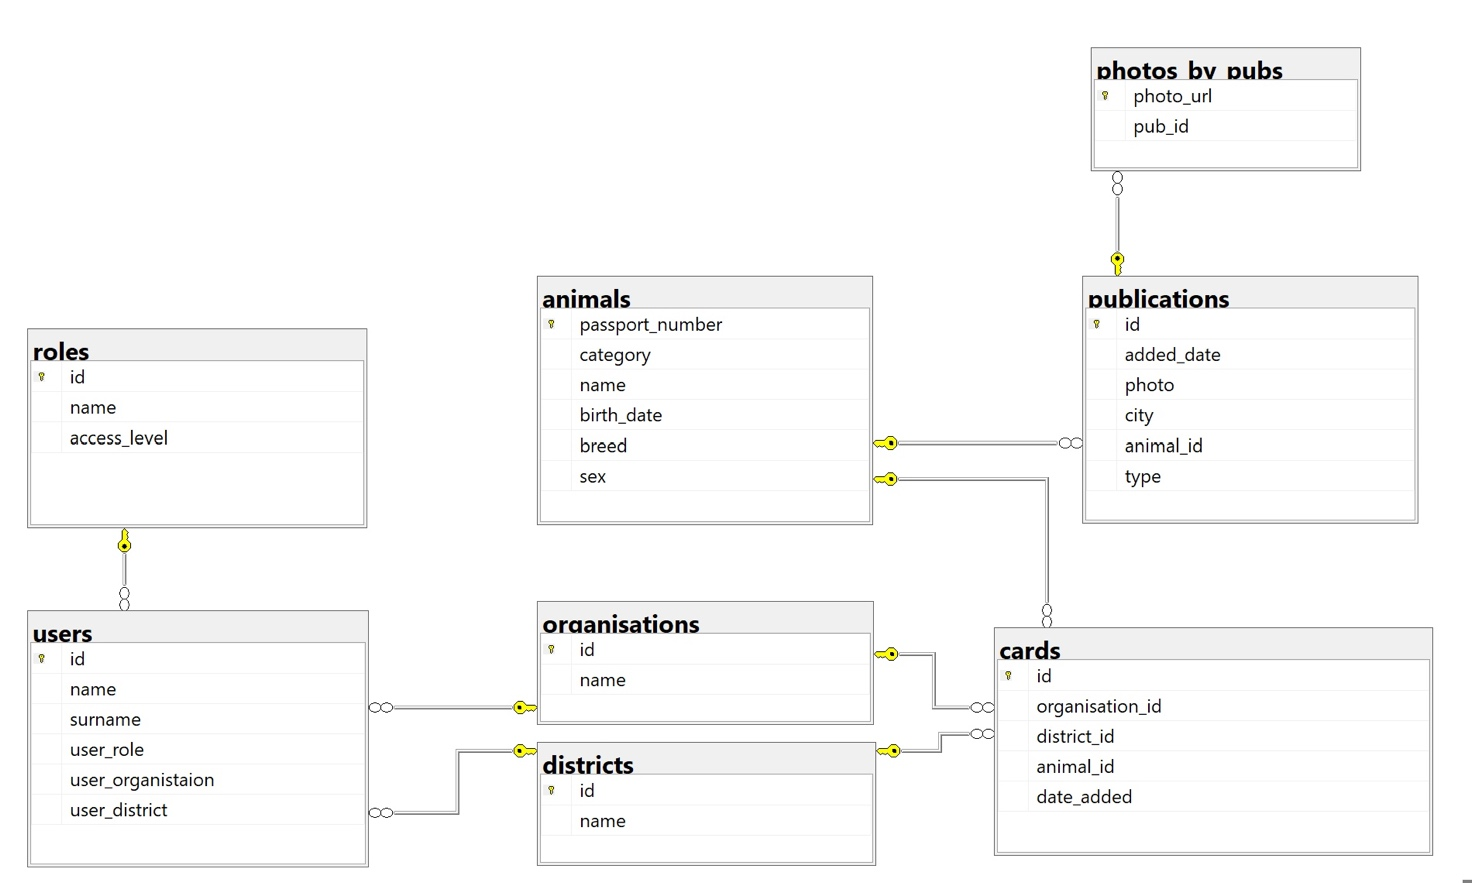 photos_by_pubs
photo_url
pub_id
animals
passport_number
category
name
birth_date
breed
sex
publications
id
added_date
photo
city
animal_id
type
roles
id
name
access_level
users
id
name
surname
user_role
user_organistaion
user_district
organisations
id
name
districts
id
name
cards
id
organisation_id
district_id
animal_id
date_added